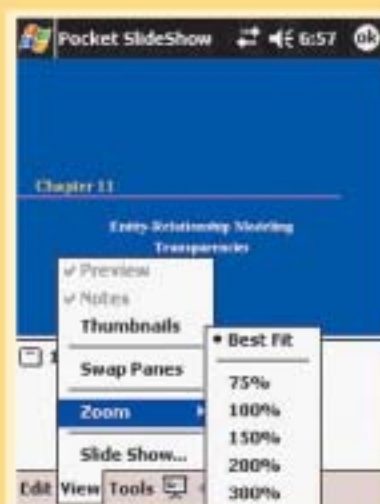 Pocket SlideShow 6:57 ok
Chapter 11
Entity-Relationship Modeling
Transparencies
Preview
Notes
Thumbnails
Swap Panes
Zoom
Slide Show...
Best Fit
75%
100%
150%
200%
300%
Edit View Tools